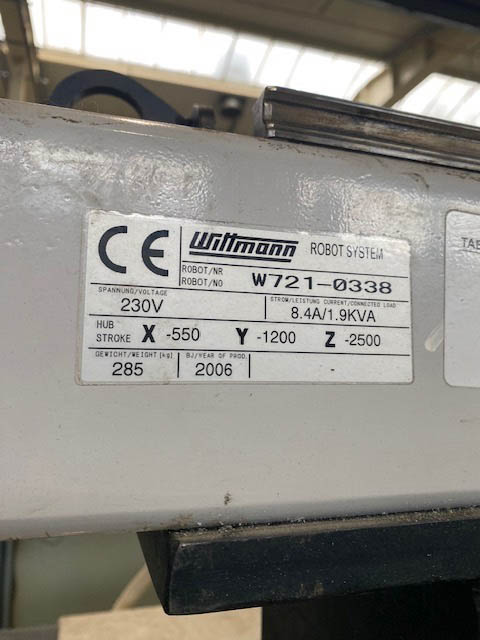 CE Wittmann ROBOT SYSTEM
ROBOT/NR
ROBOT/NO W721-0338
SPANNUNG/VOLTAGE STROM/LEISTUNG CURRENT/CONNECTED LOAD
230V 8.4A/1.9KVA
HUB
STROKE X -550 Y -1200 Z -2500
GEWICHT/WEIGHT [kg] BJ/YEAR OF PROD.
285 2006
TAB